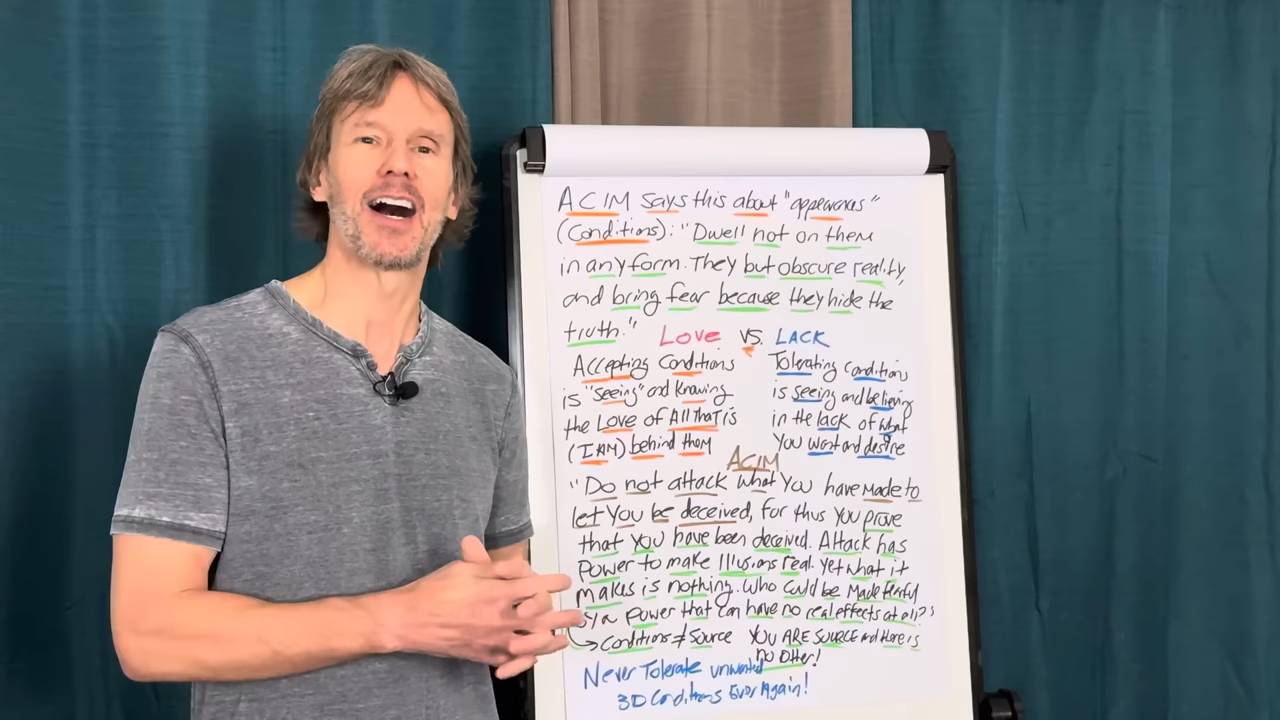 ACIM says this about "appearances"
(Conditions): "Dwell not on them
in any form. They but obscure reality,
and bring fear because they hide the
truth."
LOVE VS. LACK
Accepting Conditions
is "seeing" and Knowing
the Love of All That is
(I AM) behind them
Tolerating conditions
is seeing and believing
in the lack of what
you want and desire
ACIM
"Do not attack what you have made to
let you be deceived, for thus you prove
that you have been deceived. Attack has
power to make illusions real. Yet what it
makes is nothing. Who could be made fearful
by a power that can have no real effects at all?"
→ Conditions ≠ Source YOU ARE SOURCE and there is
no other!
Never Tolerate unwanted
3D Conditions Ever Again!